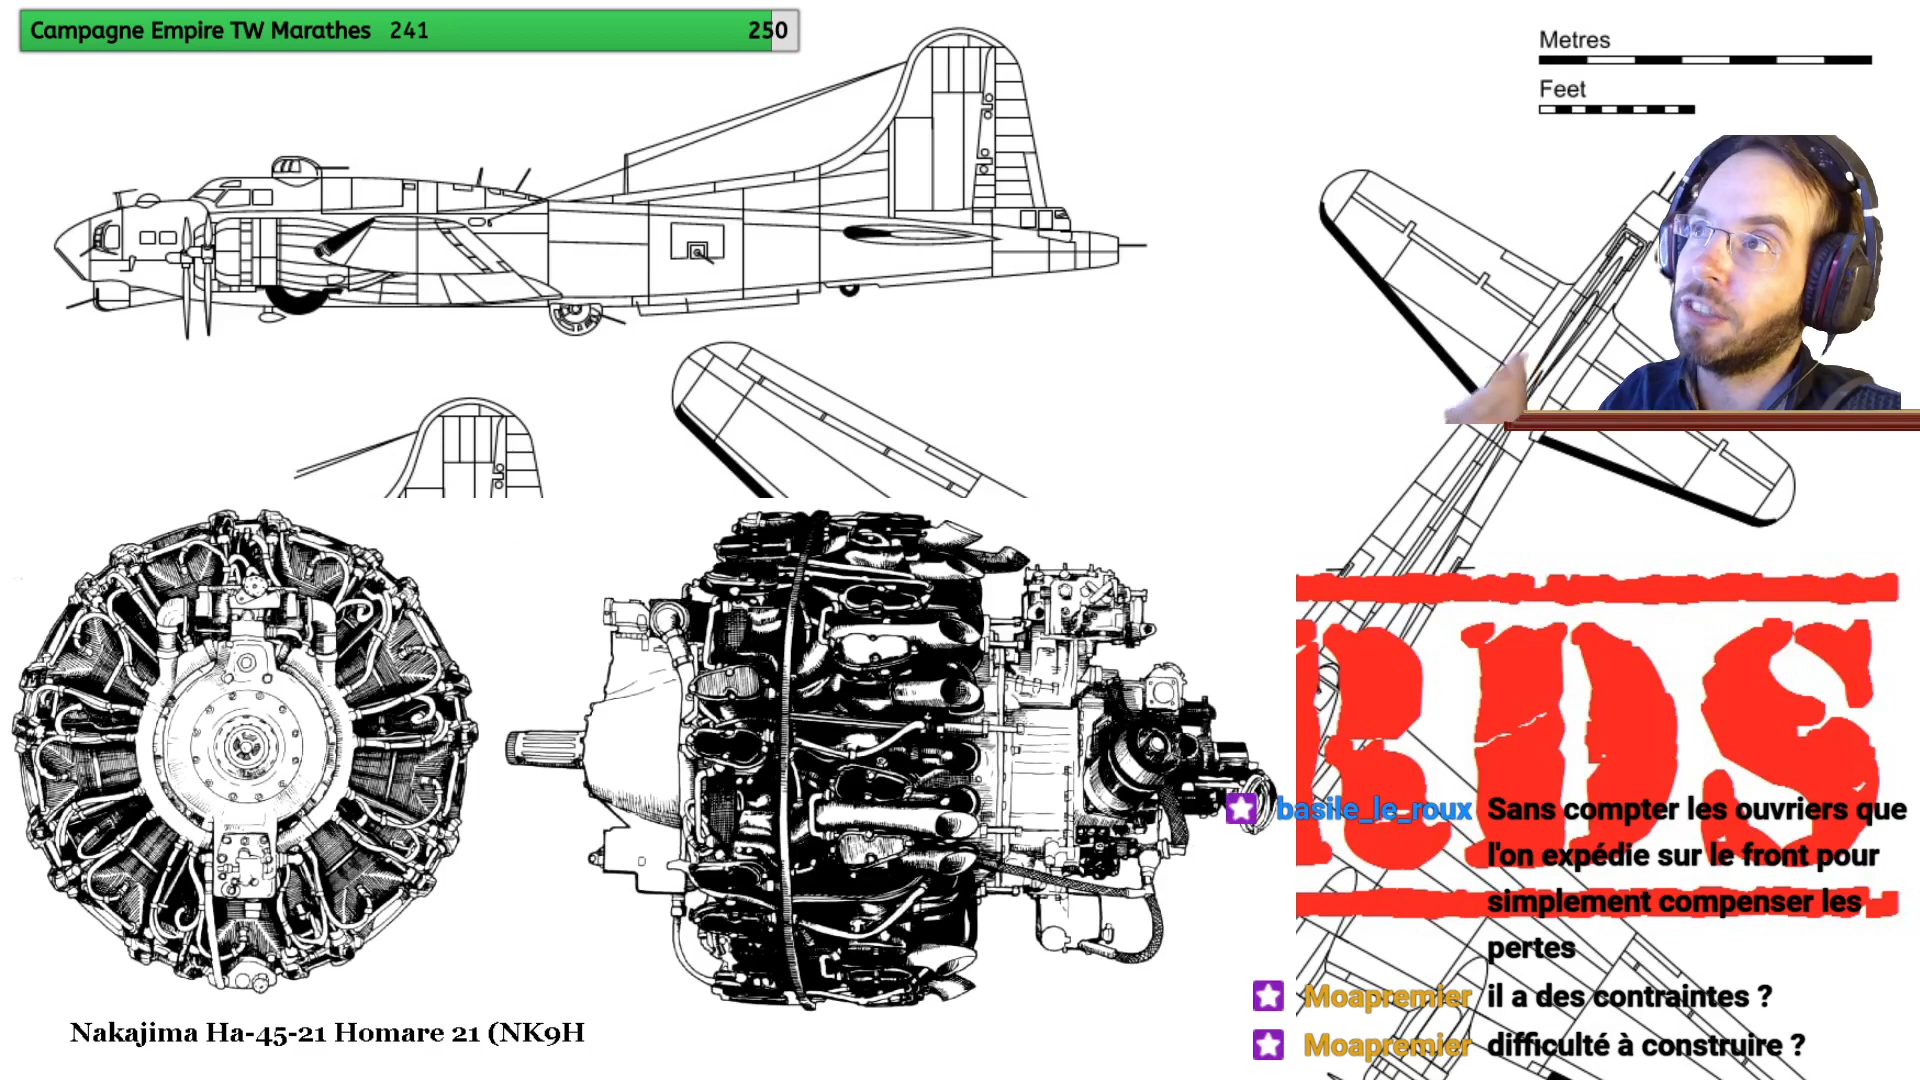 Campagne Empire TW Marathes 241 250
Metres
Feet
RDS
basile_le_roux Sans compter les ouvriers que
l'on expédie sur le front pour
simplement compenser les
pertes
Moapremier il a des contraintes ?
Moapremier difficulté à construire ?
Nakajima Ha-45-21 Homare 21 (NK9H